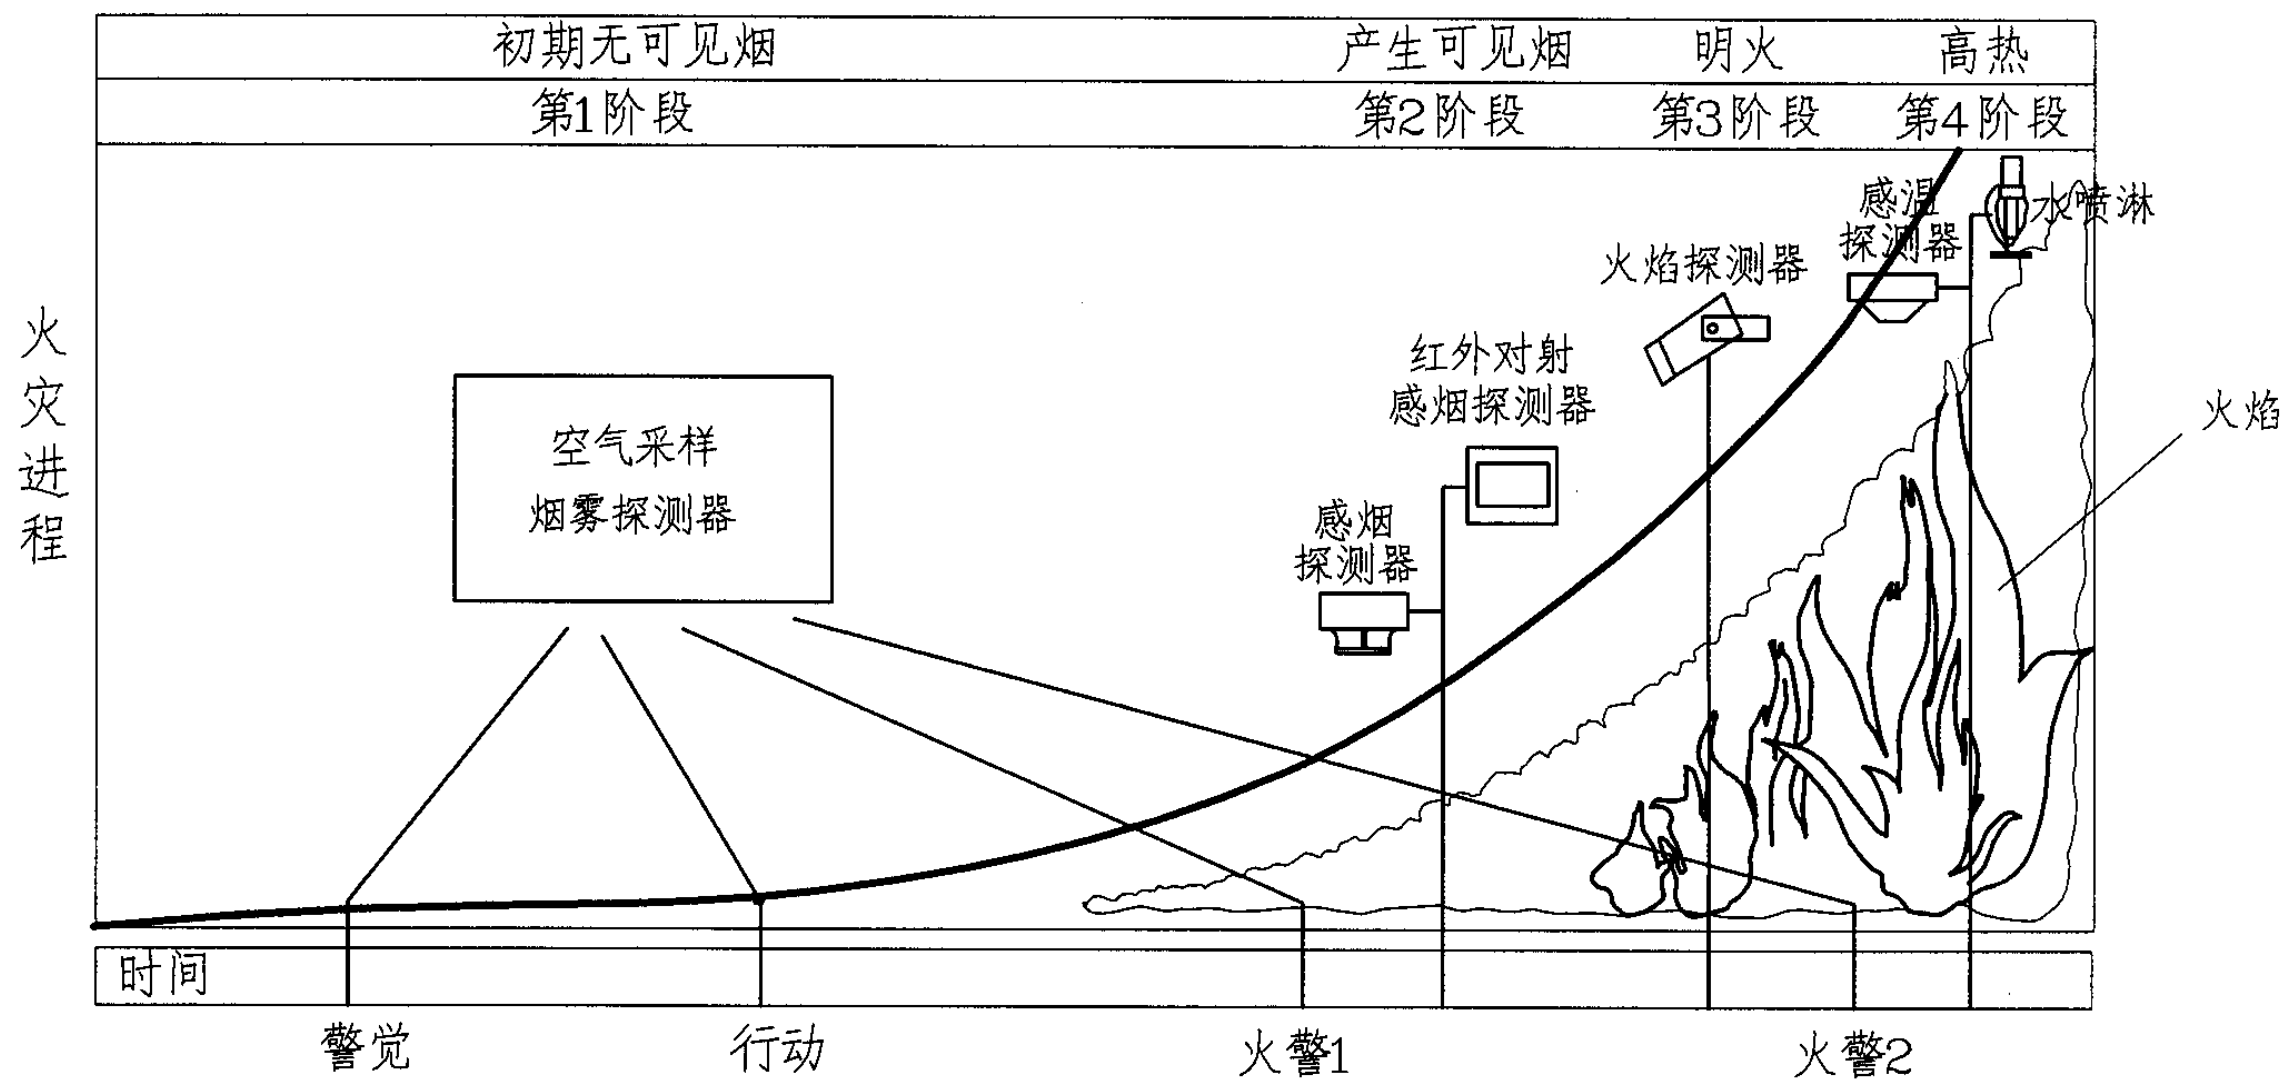 初期无可见烟
产生可见烟
明火
高热
第1阶段
第2阶段
第3阶段
第4阶段
感温
探测器
水喷淋
火焰探测器
红外对射
感烟探测器
火灾进程
空气采样
烟雾探测器
感烟
探测器
火焰
时间
警觉
行动
火警1
火警2